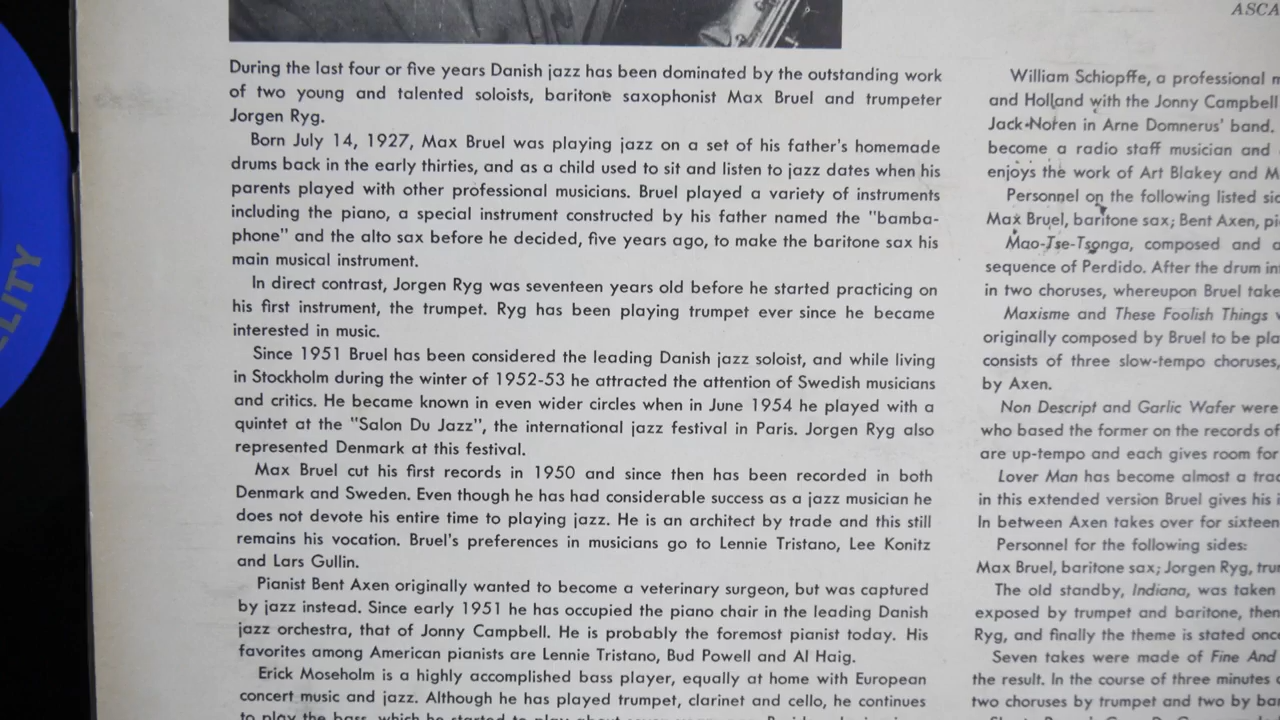 LITY
ASCA
During the last four or five years Danish jazz has been dominated by the outstanding work
of two young and talented soloists, baritone saxophonist Max Bruel and trumpeter
Jorgen Ryg.
Born July 14, 1927, Max Bruel was playing jazz on a set of his father's homemade
drums back in the early thirties, and as a child used to sit and listen to jazz dates when his
parents played with other professional musicians. Bruel played a variety of instruments
including the piano, a special instrument constructed by his father named the "bamba-
phone" and the alto sax before he decided, five years ago, to make the baritone sax his
main musical instrument.
In direct contrast, Jorgen Ryg was seventeen years old before he started practicing on
his first instrument, the trumpet. Ryg has been playing trumpet ever since he became
interested in music.
Since 1951 Bruel has been considered the leading Danish jazz soloist, and while living
in Stockholm during the winter of 1952-53 he attracted the attention of Swedish musicians
and critics. He became known in even wider circles when in June 1954 he played with a
quintet at the "Salon Du Jazz", the international jazz festival in Paris. Jorgen Ryg also
represented Denmark at this festival.
Max Bruel cut his first records in 1950 and since then has been recorded in both
Denmark and Sweden. Even though he has had considerable success as a jazz musician he
does not devote his entire time to playing jazz. He is an architect by trade and this still
remains his vocation. Bruel's preferences in musicians go to Lennie Tristano, Lee Konitz
and Lars Gullin.
Pianist Bent Axen originally wanted to become a veterinary surgeon, but was captured
by jazz instead. Since early 1951 he has occupied the piano chair in the leading Danish
jazz orchestra, that of Jonny Campbell. He is probably the foremost pianist today. His
favorites among American pianists are Lennie Tristano, Bud Powell and Al Haig.
Erick Moseholm is a highly accomplished bass player, equally at home with European
concert music and jazz. Although he has played trumpet, clarinet and cello, he continues
to play the bass, which he started to play about
William Schiopffe, a professional m
and Holland with the Jonny Campbell
Jack Noren in Arne Domnerus' band.
become a radio staff musician and
enjoys the work of Art Blakey and M
Personnel on the following listed sid
Max Bruel, baritone sax; Bent Axen, pi
Mao-Tse-Tsonga, composed and a
sequence of Perdido. After the drum int
in two choruses, whereupon Bruel take
Maxisme and These Foolish Things w
originally composed by Bruel to be pla
consists of three slow-tempo choruses,
by Axen.
Non Descript and Garlic Wafer were
who based the former on the records of
are up-tempo and each gives room for
Lover Man has become almost a trad
in this extended version Bruel gives his i
In between Axen takes over for sixteen
Personnel for the following sides:
Max Bruel, baritone sax; Jorgen Ryg, trum
The old standby, Indiana, was taken
exposed by trumpet and baritone, then
Ryg, and finally the theme is stated once
Seven takes were made of Fine And
the result. In the course of three minutes
two choruses by trumpet and two by bar